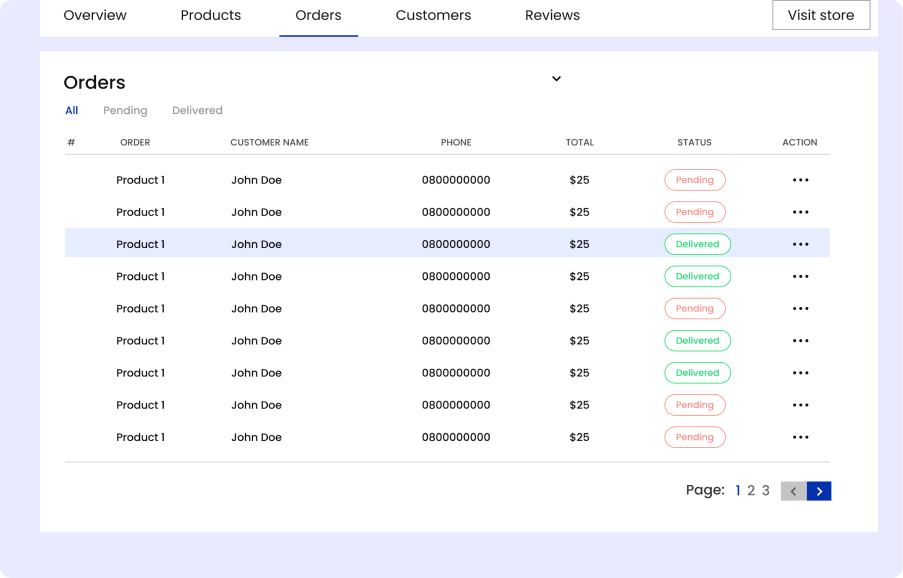 Overview Products Orders Customers Reviews Visit store
Orders
All Pending Delivered
# ORDER CUSTOMER NAME PHONE TOTAL STATUS ACTION
Product 1 John Doe 0800000000 $25 Pending ...
Product 1 John Doe 0800000000 $25 Pending ...
Product 1 John Doe 0800000000 $25 Delivered ...
Product 1 John Doe 0800000000 $25 Delivered ...
Product 1 John Doe 0800000000 $25 Pending ...
Product 1 John Doe 0800000000 $25 Delivered ...
Product 1 John Doe 0800000000 $25 Delivered ...
Product 1 John Doe 0800000000 $25 Pending ...
Product 1 John Doe 0800000000 $25 Pending ...
Page: 1 2 3 < >